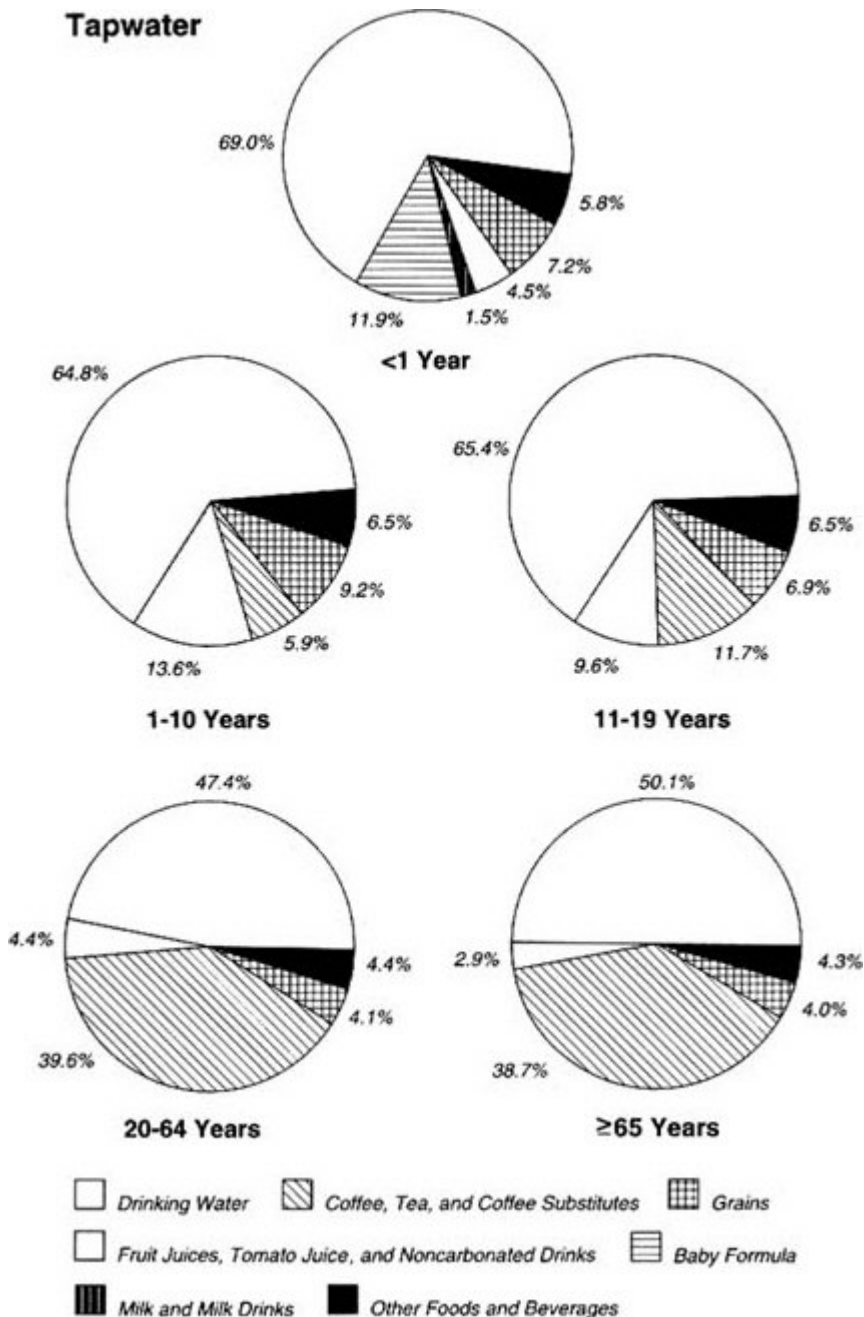 Tapwater
69.0%
5.8%
7.2%
4.5%
1.5%
11.9%
<1 Year
64.8%
6.5%
9.2%
5.9%
13.6%
1-10 Years
65.4%
6.5%
6.9%
11.7%
9.6%
11-19 Years
47.4%
4.4%
4.4%
4.1%
39.6%
20-64 Years
50.1%
2.9%
4.3%
4.0%
38.7%
≥65 Years
Drinking Water Coffee, Tea, and Coffee Substitutes Grains
Fruit Juices, Tomato Juice, and Noncarbonated Drinks Baby Formula
Milk and Milk Drinks Other Foods and Beverages